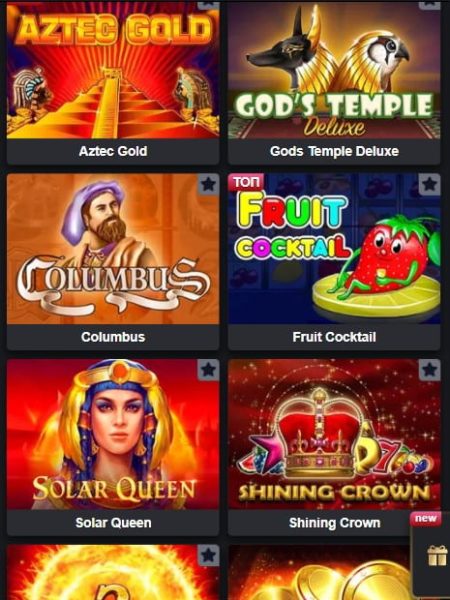 AZTEC GOLD
GOD'S TEMPLE
Deluxe
Aztec Gold
Gods Temple Deluxe
COLUMBUS
ТОП
FRUIT
COCKTAIL
Columbus
Fruit Cocktail
SOLAR QUEEN
SHINING CROWN
Solar Queen
Shining Crown
new